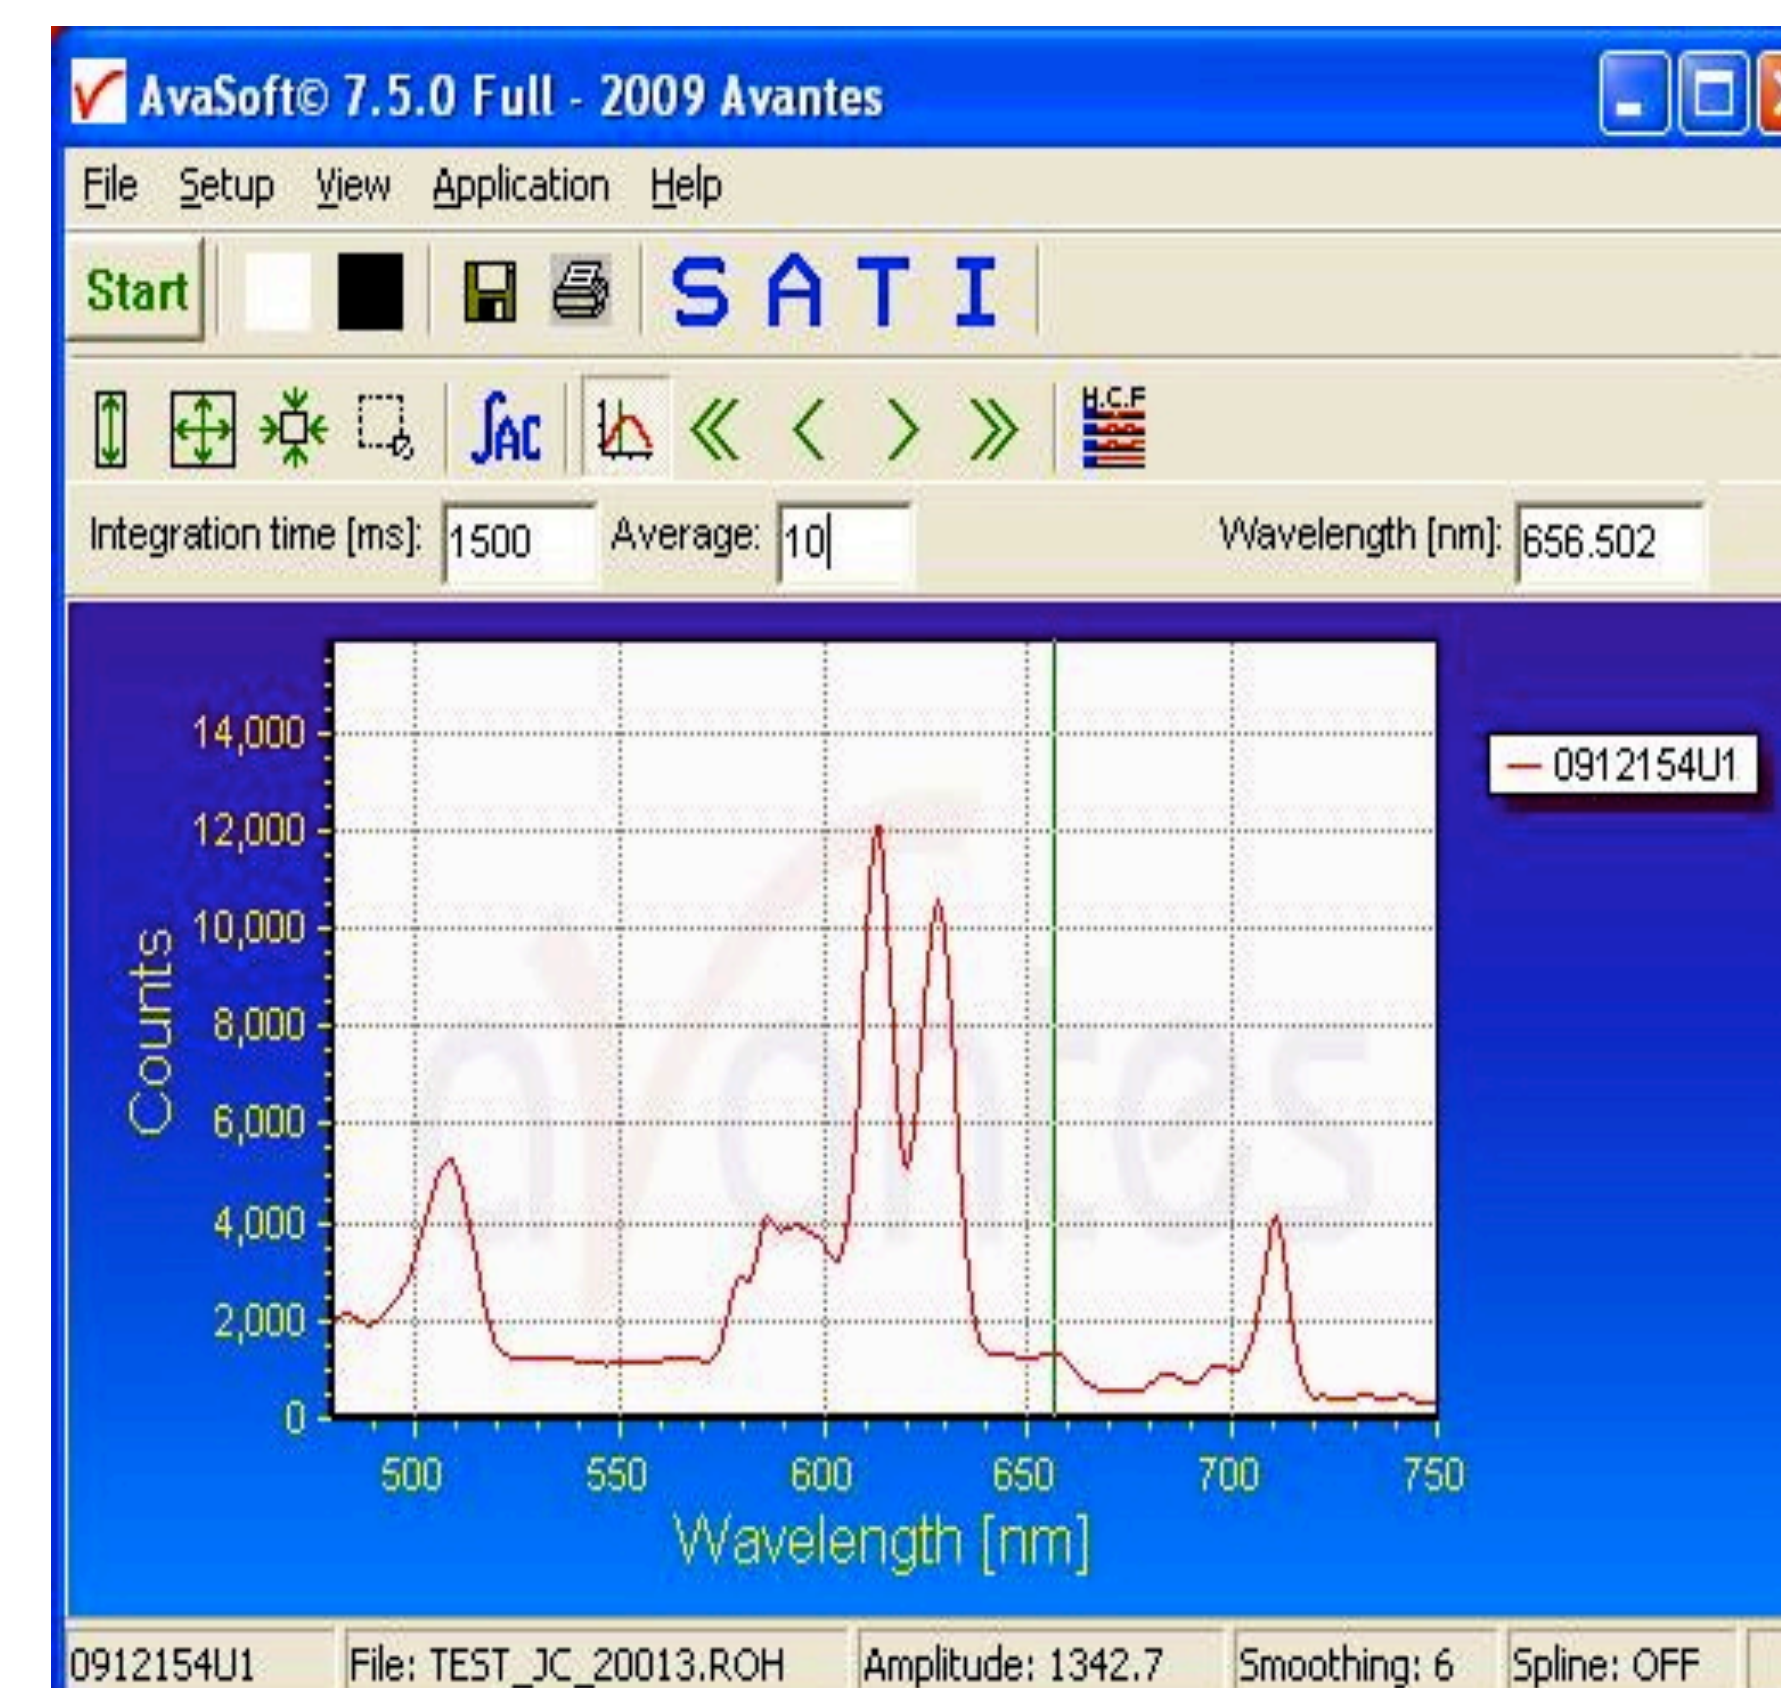 AvaSoft© 7.5.0 Full - 2009 Avantes
File Setup View Application Help
Start S A T I
∫AC H.C.F
Integration time [ms]: 1500 Average: 10 Wavelength [nm]: 656.502
14,000
12,000
10,000
8,000
6,000
4,000
2,000
0
Counts
avantes
0912154U1
500 550 600 650 700 750
Wavelength [nm]
0912154U1 File: TEST_JC_20013.ROH Amplitude: 1342.7 Smoothing: 6 Spline: OFF